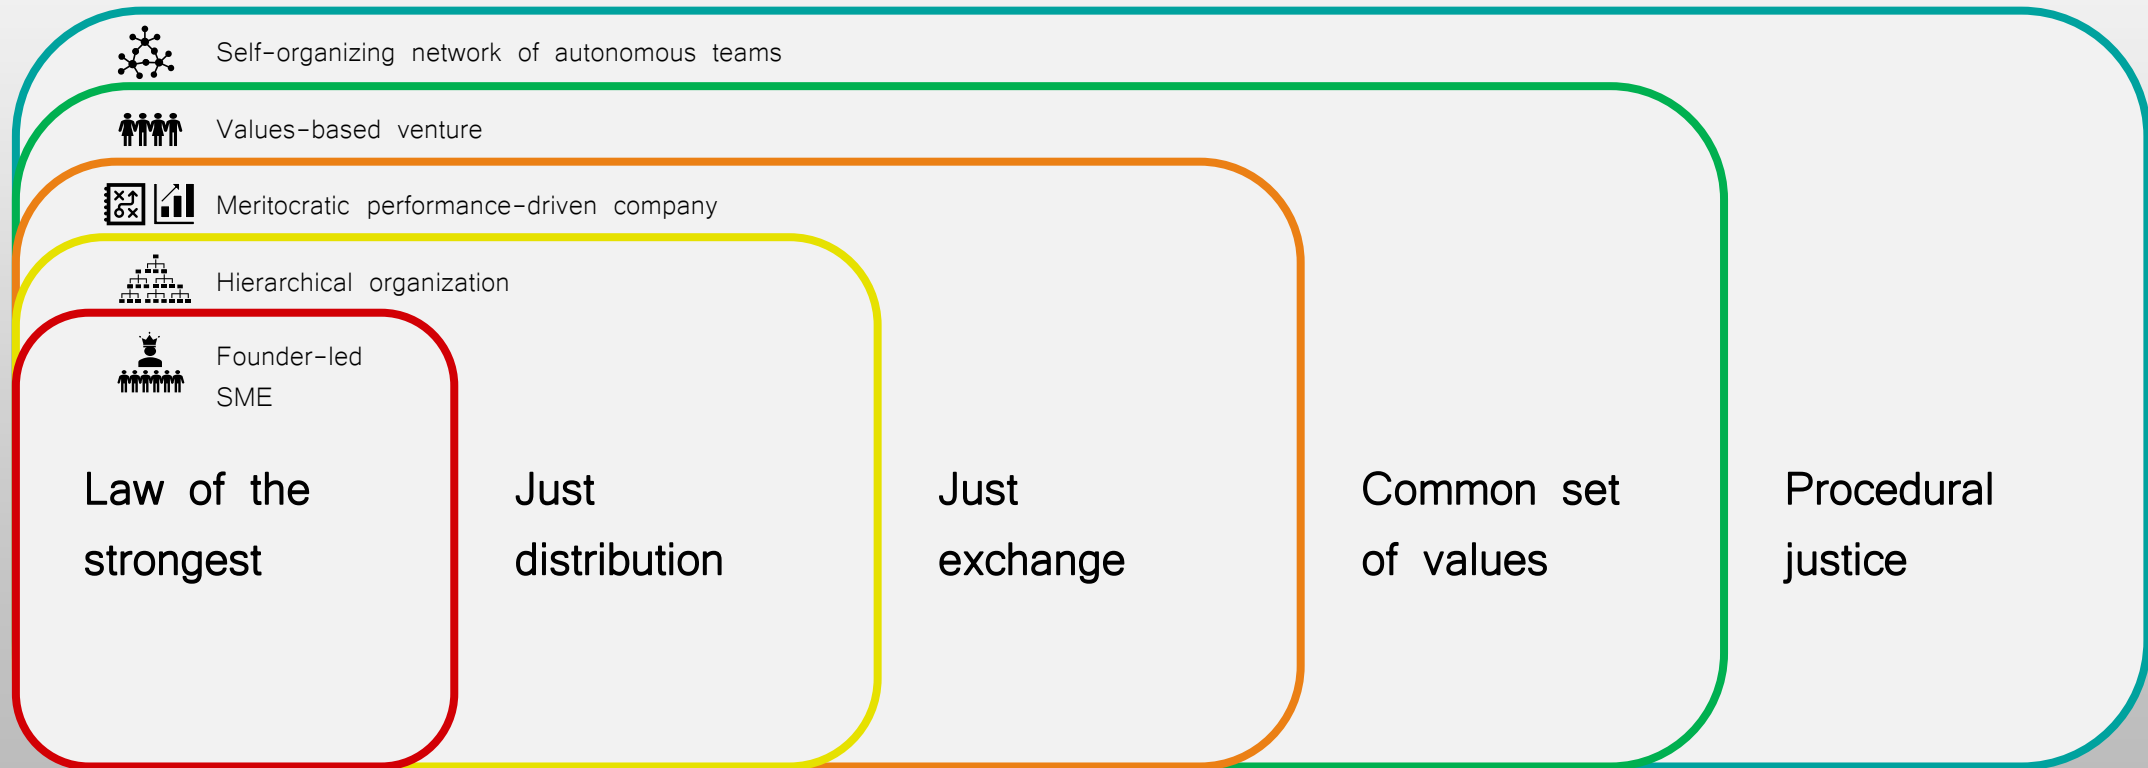 Self-organizing network of autonomous teams
Values-based venture
Meritocratic performance-driven company
Hierarchical organization
Founder-led
SME
Law of the
strongest
Just
distribution
Just
exchange
Common set
of values
Procedural
justice